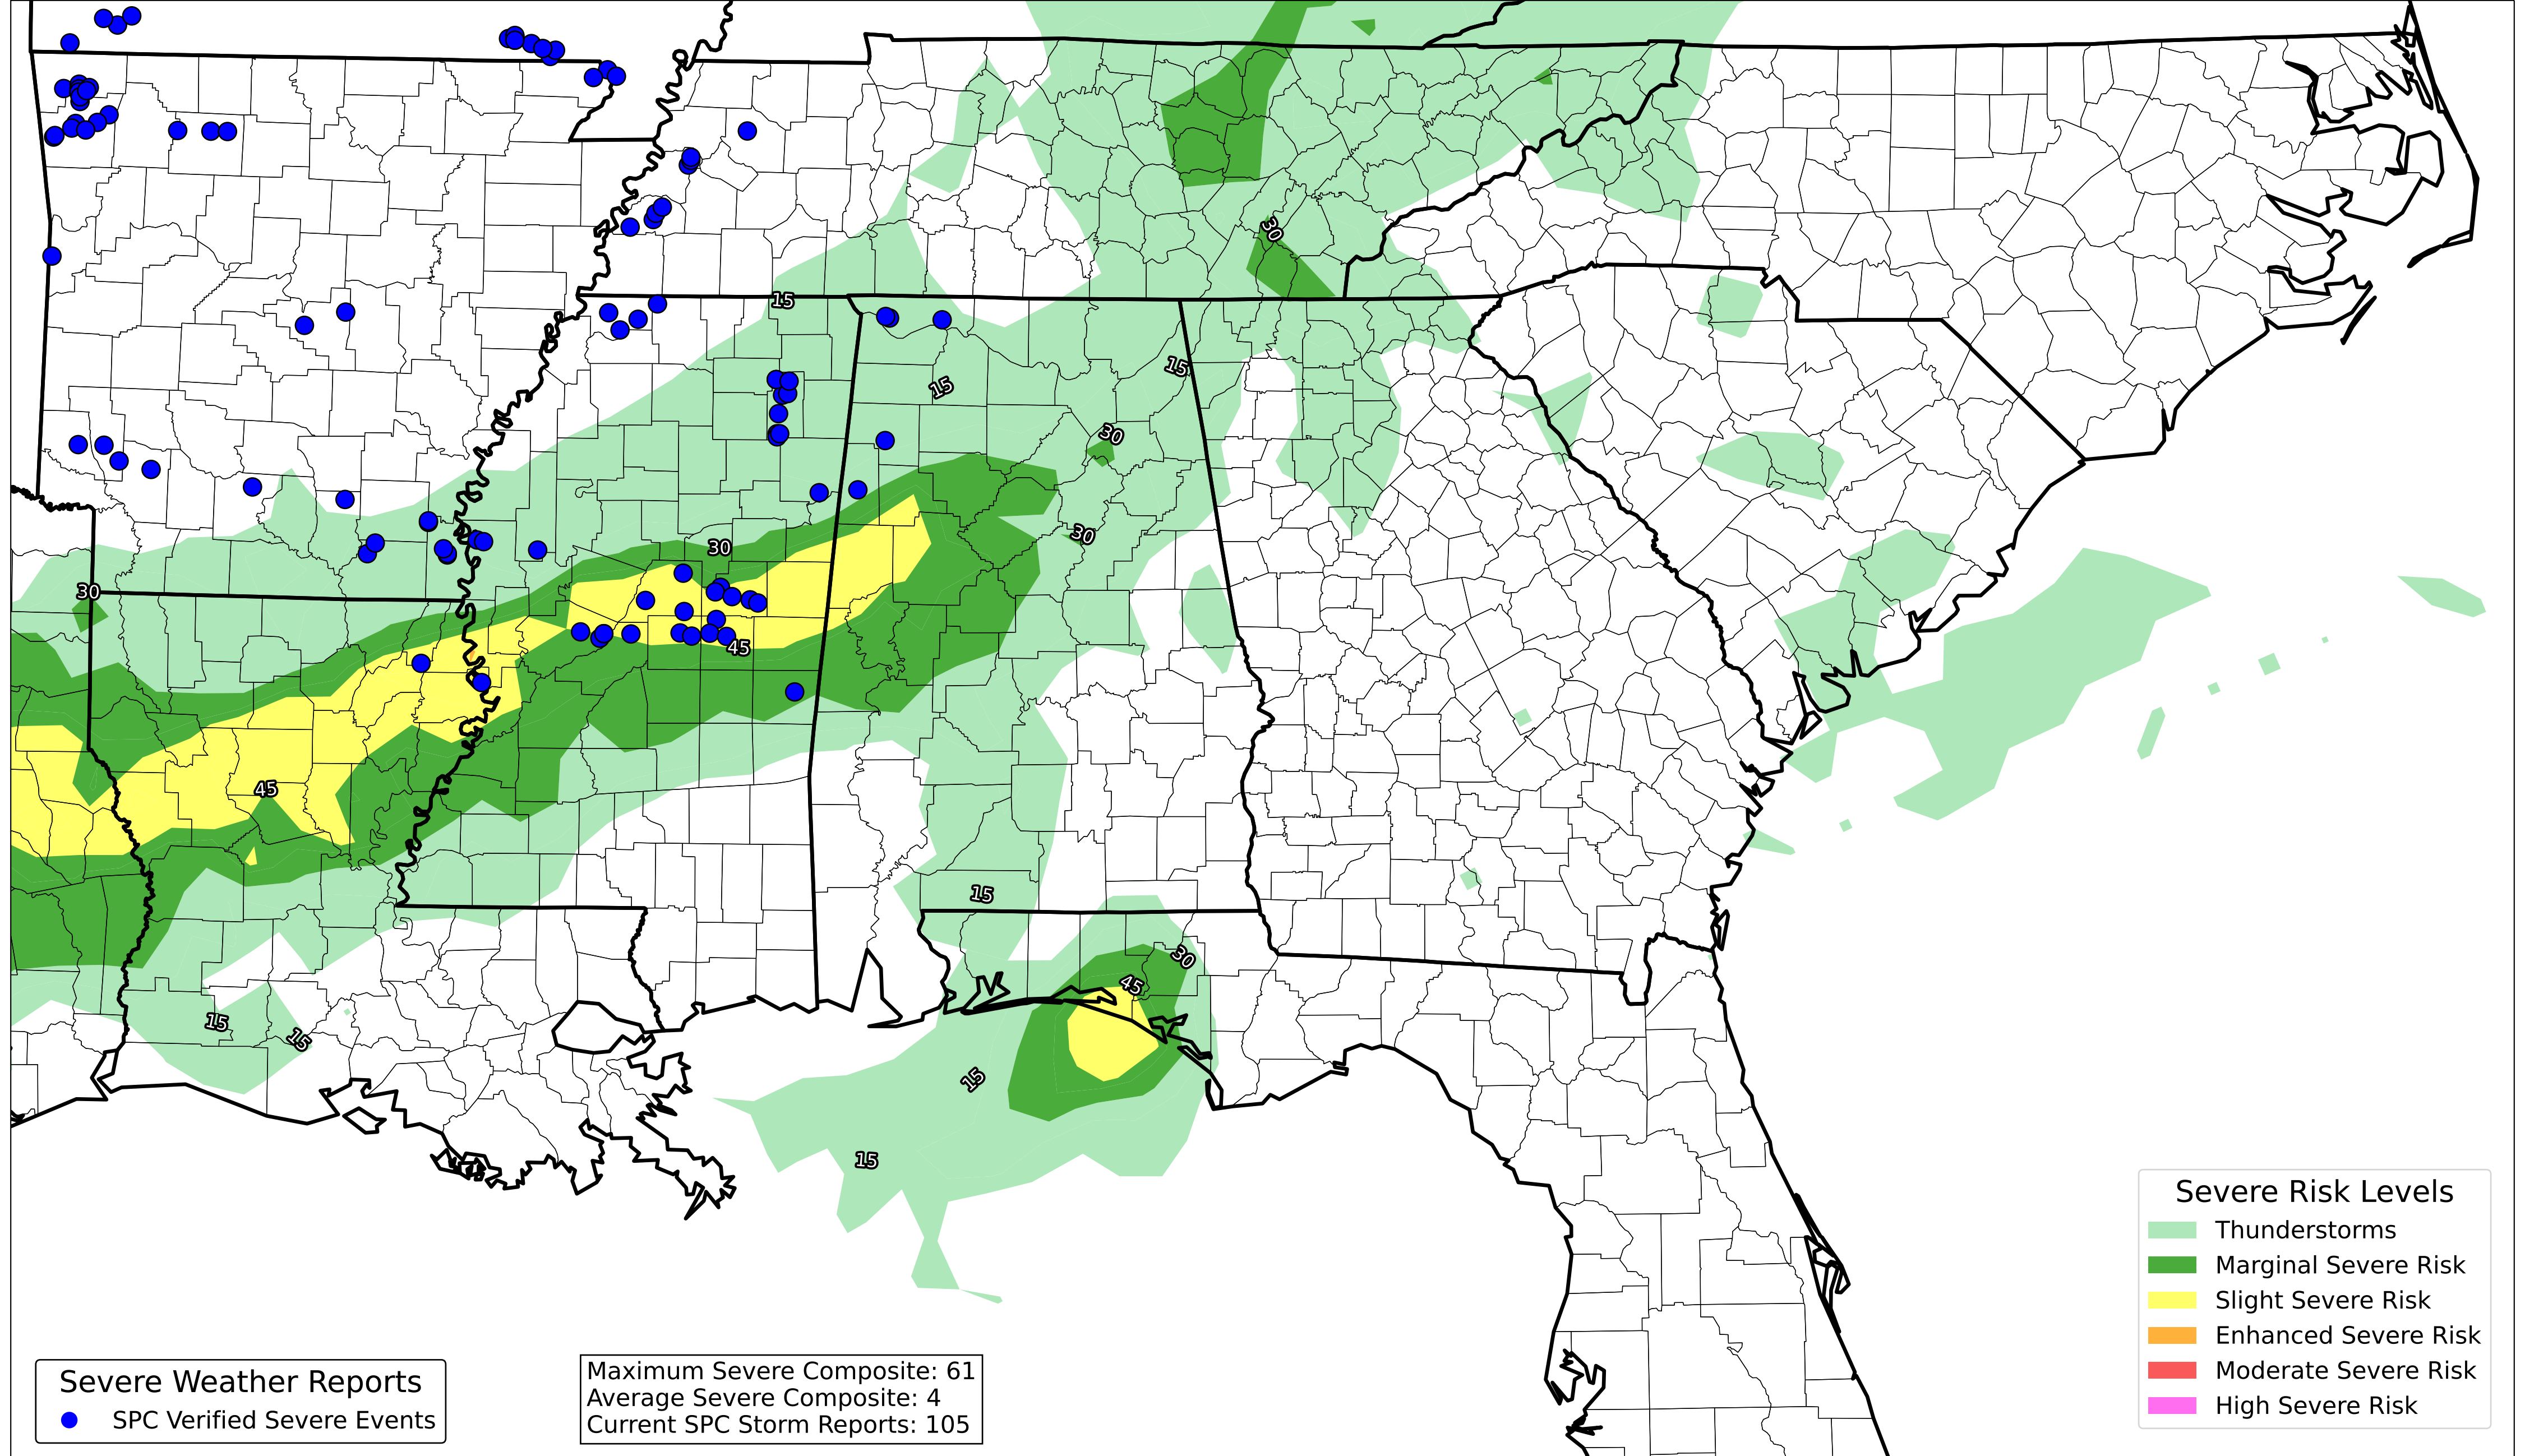 30
15
15
15
30
30
30
30
45
45
15
30
45
15
15
15
15
Severe Risk Levels
Thunderstorms
Marginal Severe Risk
Slight Severe Risk
Enhanced Severe Risk
Moderate Severe Risk
High Severe Risk
Severe Weather Reports
SPC Verified Severe Events
Maximum Severe Composite: 61
Average Severe Composite: 4
Current SPC Storm Reports: 105